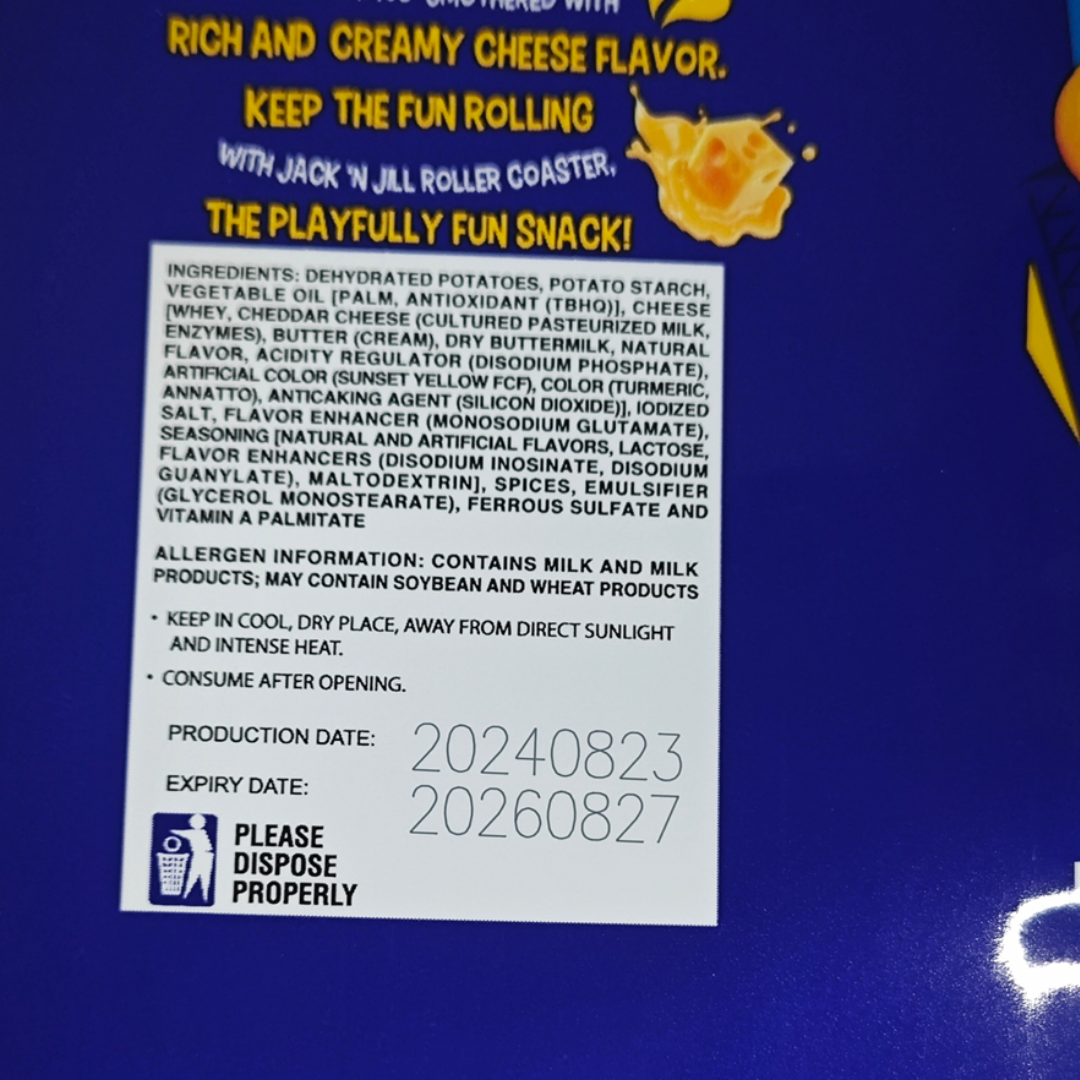 SMOTHERED WITH
RICH AND CREAMY CHEESE FLAVOR.
KEEP THE FUN ROLLING
WITH JACK 'N JILL ROLLER COASTER,
THE PLAYFULLY FUN SNACK!
INGREDIENTS: DEHYDRATED POTATOES, POTATO STARCH,
VEGETABLE OIL [PALM, ANTIOXIDANT (TBHQ)], CHEESE
[WHEY, CHEDDAR CHEESE (CULTURED PASTEURIZED MILK,
ENZYMES), BUTTER (CREAM), DRY BUTTERMILK, NATURAL
FLAVOR, ACIDITY REGULATOR (DISODIUM PHOSPHATE),
ARTIFICIAL COLOR (SUNSET YELLOW FCF), COLOR (TURMERIC,
ANNATTO), ANTICAKING AGENT (SILICON DIOXIDE)], IODIZED
SALT, FLAVOR ENHANCER (MONOSODIUM GLUTAMATE),
SEASONING [NATURAL AND ARTIFICIAL FLAVORS, LACTOSE,
FLAVOR ENHANCERS (DISODIUM INOSINATE, DISODIUM
GUANYLATE), MALTODEXTRIN], SPICES, EMULSIFIER
(GLYCEROL MONOSTEARATE), FERROUS SULFATE AND
VITAMIN A PALMITATE
ALLERGEN INFORMATION: CONTAINS MILK AND MILK
PRODUCTS; MAY CONTAIN SOYBEAN AND WHEAT PRODUCTS
• KEEP IN COOL, DRY PLACE, AWAY FROM DIRECT SUNLIGHT
AND INTENSE HEAT.
• CONSUME AFTER OPENING.
PRODUCTION DATE: 20240823
EXPIRY DATE: 20260827
PLEASE
DISPOSE
PROPERLY